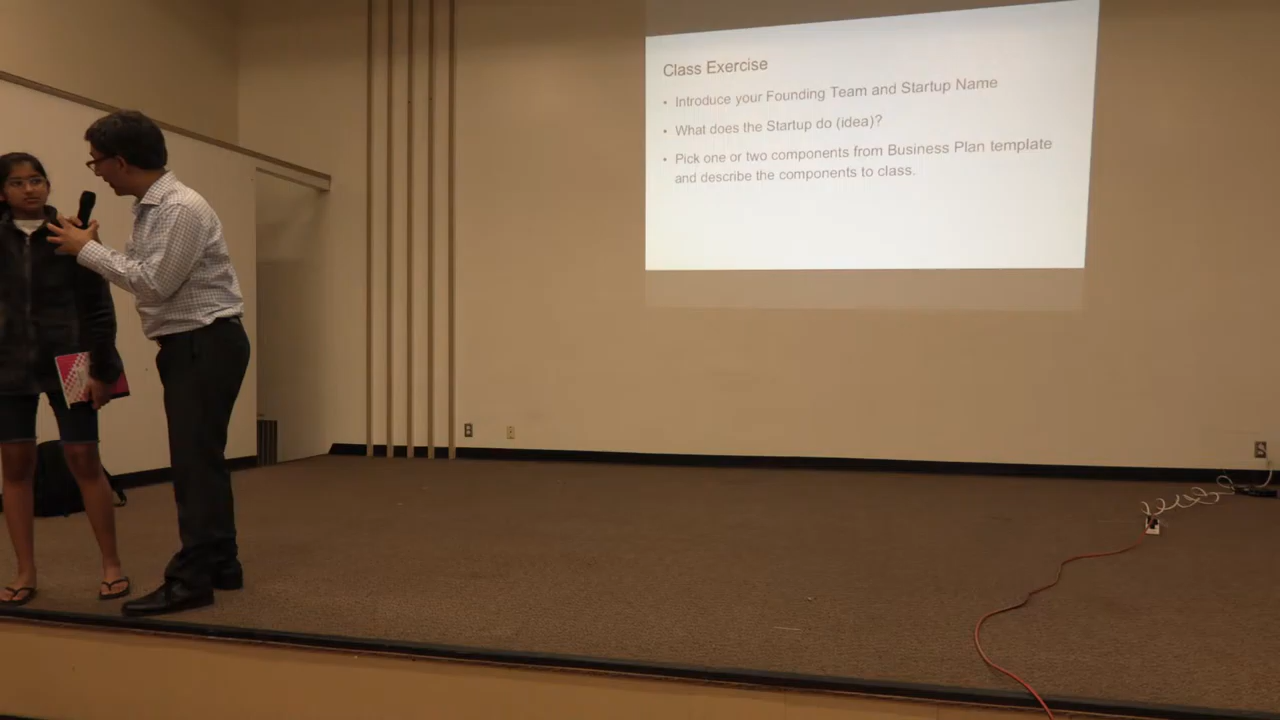 Class Exercise
• Introduce your Founding Team and Startup Name
• What does the Startup do (idea)?
• Pick one or two components from Business Plan template
and describe the components to class.